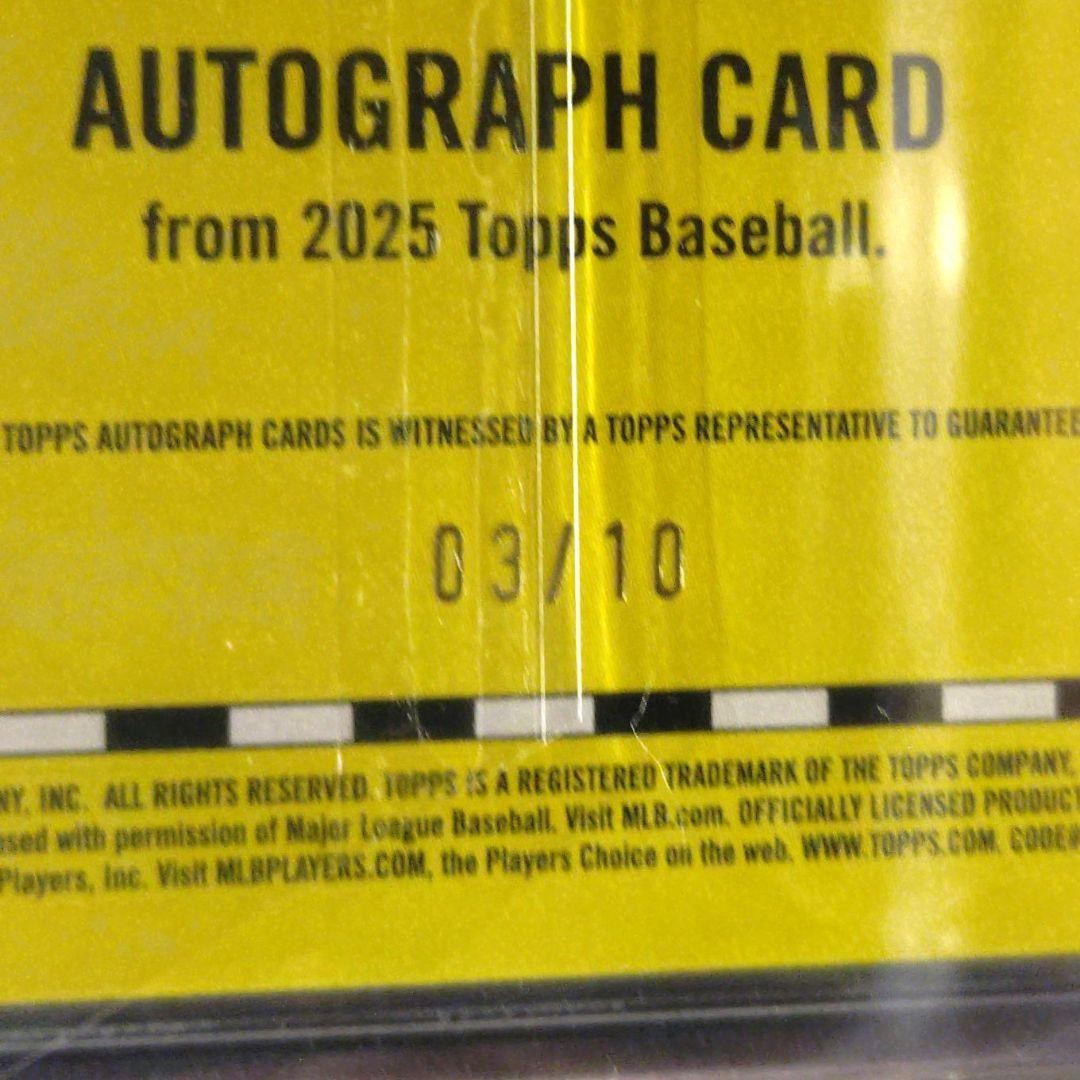 AUTOGRAPH CARD
from 2025 Topps Baseball.
TOPPS AUTOGRAPH CARDS IS WITNESSED BY A TOPPS REPRESENTATIVE TO GUARANTEE
03/10
NY, INC. ALL RIGHTS RESERVED. TOPPS IS A REGISTERED TRADEMARK OF THE TOPPS COMPANY,
used with permission of Major League Baseball. Visit MLB.com. OFFICIALLY LICENSED PRODUCT
Players, Inc. Visit MLBPLAYERS.COM, the Players Choice on the web. WWW.TOPPS.COM. CODE#